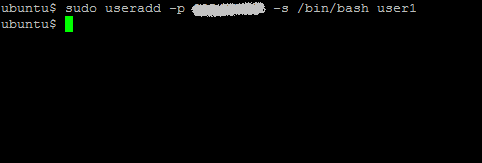 ubuntu$ sudo useradd -p -s /bin/bash user1
ubuntu$